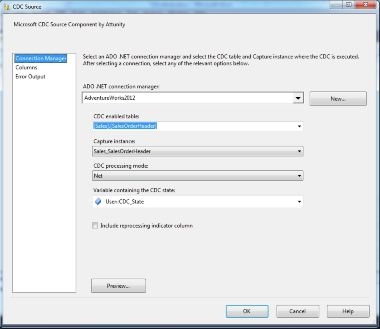 CDC Source
Microsoft CDC Source Component by Attunity
Connection Manager
Columns
Error Output
Select an ADO .NET connection manager and select the CDC table and Capture instance where the CDC is executed.
After selecting a connection, select any of the relevant options below.
ADO .NET connection manager:
AdventureWorks2012
New...
CDC enabled table:
[Sales].[SalesOrderHeader]
Capture instance:
Sales_SalesOrderHeader
CDC processing mode:
Net
Variable containing the CDC state:
User::CDC_State
Include reprocessing indicator column
Preview...
OK
Cancel
Help